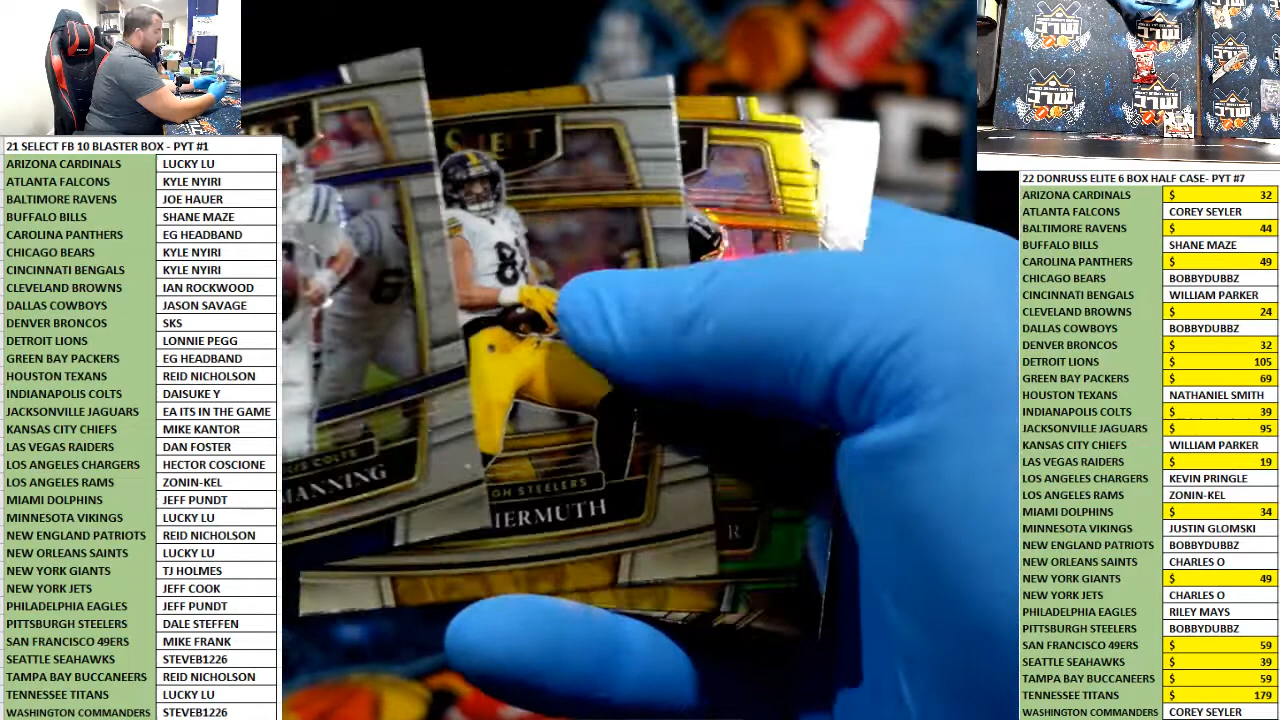 21 SELECT FB 10 BLASTER BOX - PYT #1
ARIZONA CARDINALS LUCKY LU
ATLANTA FALCONS KYLE NYIRI
BALTIMORE RAVENS JOE HAUER
BUFFALO BILLS SHANE MAZE
CAROLINA PANTHERS EG HEADBAND
CHICAGO BEARS KYLE NYIRI
CINCINNATI BENGALS KYLE NYIRI
CLEVELAND BROWNS IAN ROCKWOOD
DALLAS COWBOYS JASON SAVAGE
DENVER BRONCOS SKS
DETROIT LIONS LONNIE PEGG
GREEN BAY PACKERS EG HEADBAND
HOUSTON TEXANS REID NICHOLSON
INDIANAPOLIS COLTS DAISUKE Y
JACKSONVILLE JAGUARS EA ITS IN THE GAME
KANSAS CITY CHIEFS MIKE KANTOR
LAS VEGAS RAIDERS DAN FOSTER
LOS ANGELES CHARGERS HECTOR COSCIONE
LOS ANGELES RAMS ZONIN-KEL
MIAMI DOLPHINS JEFF PUNDT
MINNESOTA VIKINGS LUCKY LU
NEW ENGLAND PATRIOTS REID NICHOLSON
NEW ORLEANS SAINTS LUCKY LU
NEW YORK GIANTS TJ HOLMES
NEW YORK JETS JEFF COOK
PHILADELPHIA EAGLES JEFF PUNDT
PITTSBURGH STEELERS DALE STEFFEN
SAN FRANCISCO 49ERS MIKE FRANK
SEATTLE SEAHAWKS STEVEB1226
TAMPA BAY BUCCANEERS REID NICHOLSON
TENNESSEE TITANS LUCKY LU
WASHINGTON COMMANDERS STEVEB1226
MANNING
STEELERS
IERMUTH
22 DONRUSS ELITE 6 BOX HALF CASE- PYT #7
ARIZONA CARDINALS $ 32
ATLANTA FALCONS COREY SEYLER
BALTIMORE RAVENS $ 44
BUFFALO BILLS SHANE MAZE
CAROLINA PANTHERS $ 49
CHICAGO BEARS BOBBYDUBBZ
CINCINNATI BENGALS WILLIAM PARKER
CLEVELAND BROWNS $ 24
DALLAS COWBOYS BOBBYDUBBZ
DENVER BRONCOS $ 32
DETROIT LIONS $ 105
GREEN BAY PACKERS $ 69
HOUSTON TEXANS NATHANIEL SMITH
INDIANAPOLIS COLTS $ 39
JACKSONVILLE JAGUARS $ 95
KANSAS CITY CHIEFS WILLIAM PARKER
LAS VEGAS RAIDERS $ 19
LOS ANGELES CHARGERS KEVIN PRINGLE
LOS ANGELES RAMS ZONIN-KEL
MIAMI DOLPHINS $ 34
MINNESOTA VIKINGS JUSTIN GLOMSKI
NEW ENGLAND PATRIOTS BOBBYDUBBZ
NEW ORLEANS SAINTS CHARLES O
NEW YORK GIANTS $ 49
NEW YORK JETS CHARLES O
PHILADELPHIA EAGLES RILEY MAYS
PITTSBURGH STEELERS BOBBYDUBBZ
SAN FRANCISCO 49ERS $ 59
SEATTLE SEAHAWKS $ 39
TAMPA BAY BUCCANEERS $ 59
TENNESSEE TITANS $ 179
WASHINGTON COMMANDERS COREY SEYLER